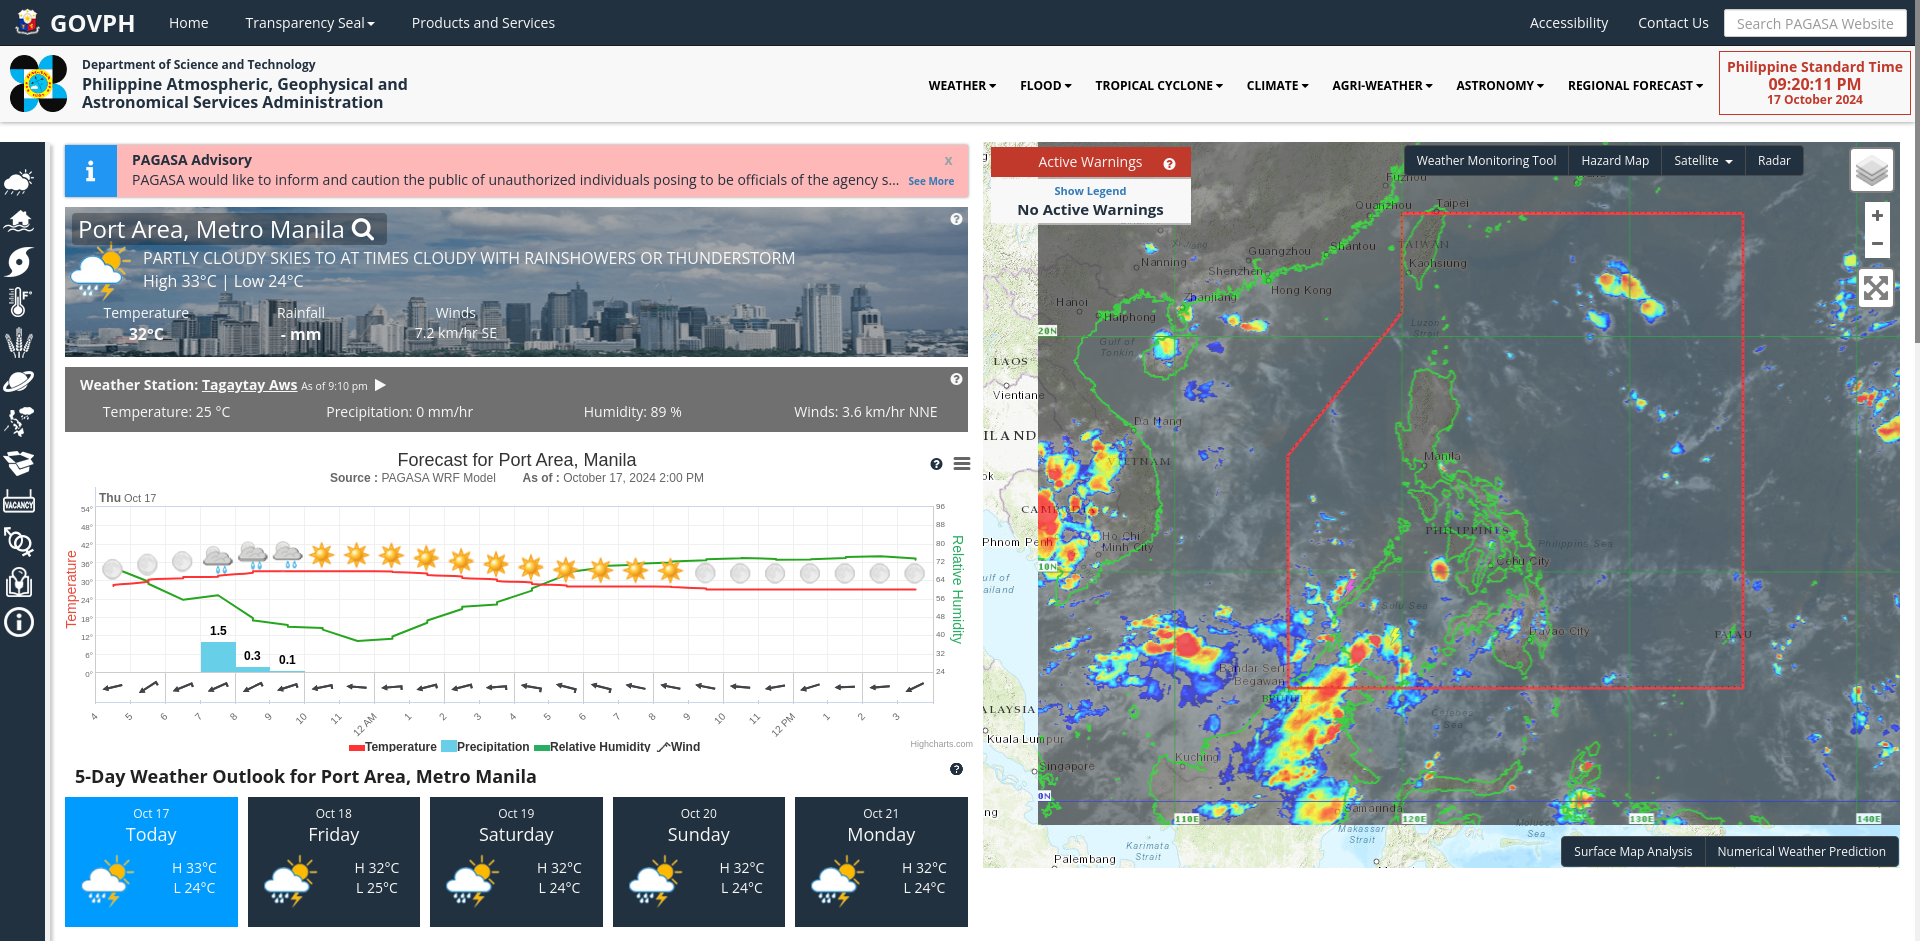 GOVPH
Home
Transparency Seal
Products and Services
Accessibility
Contact Us
Search PAGASA Website
Department of Science and Technology
Philippine Atmospheric, Geophysical and
Astronomical Services Administration
WEATHER
FLOOD
TROPICAL CYCLONE
CLIMATE
AGRI-WEATHER
ASTRONOMY
REGIONAL FORECAST
Philippine Standard Time
09:20:11 PM
17 October 2024
VACANCY
PAGASA Advisory
x
PAGASA would like to inform and caution the public of unauthorized individuals posing to be officials of the agency s... See More
Port Area, Metro Manila
PARTLY CLOUDY SKIES TO AT TIMES CLOUDY WITH RAINSHOWERS OR THUNDERSTORM
High 33°C | Low 24°C
Temperature Rainfall Winds
32°C - mm 7.2 km/hr SE
Weather Station: Tagaytay Aws As of 9:10 pm
Temperature: 25 °C Precipitation: 0 mm/hr Humidity: 89 % Winds: 3.6 km/hr NNE
Forecast for Port Area, Manila
Source : PAGASA WRF Model As of : October 17, 2024 2:00 PM
Thu Oct 17
Temperature
54°
48°
42°
36°
30°
24°
18°
12°
6°
0°
1.5
0.3
0.1
96
88
80
72
64
56
48
40
32
24
Relative Humidity
4 5 6 7 8 9 10 11 12 AM 1 2 3 4 5 6 7 8 9 10 11 12 PM 1 2 3
Temperature Precipitation Relative Humidity Wind
Highcharts.com
5-Day Weather Outlook for Port Area, Metro Manila
Oct 17
Today
H 33°C
L 24°C
Oct 18
Friday
H 32°C
L 25°C
Oct 19
Saturday
H 32°C
L 24°C
Oct 20
Sunday
H 32°C
L 24°C
Oct 21
Monday
H 32°C
L 24°C
Active Warnings
Show Legend
No Active Warnings
Weather Monitoring Tool
Hazard Map
Satellite
Radar
+
−
Fuzhou
Quanzhou
Taipei
Guangzhou
Shantou
TAIWAN
Nanning
Shenzhen
Kaohsiung
Hanoi
Zhanjiang
Hong Kong
Haiphong
Luzon
Strait
20N
Gulf of
Tonkin
LAOS
Vientiane
Da Nang
ILAND
VIETNAM
Manila
ok
CAMBODIA
PHILIPPINES
Phnom Penh
Ho Chi
Minh City
Philippine Sea
Cebu City
10N
ulf of
ailand
Sulu Sea
Davao City
PALAU
Bandar Seri
Begawan
BRUNEI
ALAYSIA
Celebes
Sea
Kuala Lumpur
Kuching
Singapore
0N
Samarinda
ng
110E
120E
130E
140E
Makassar
Strait
Molucca
Sea
Karimata
Strait
Palembang
Surface Map Analysis
Numerical Weather Prediction